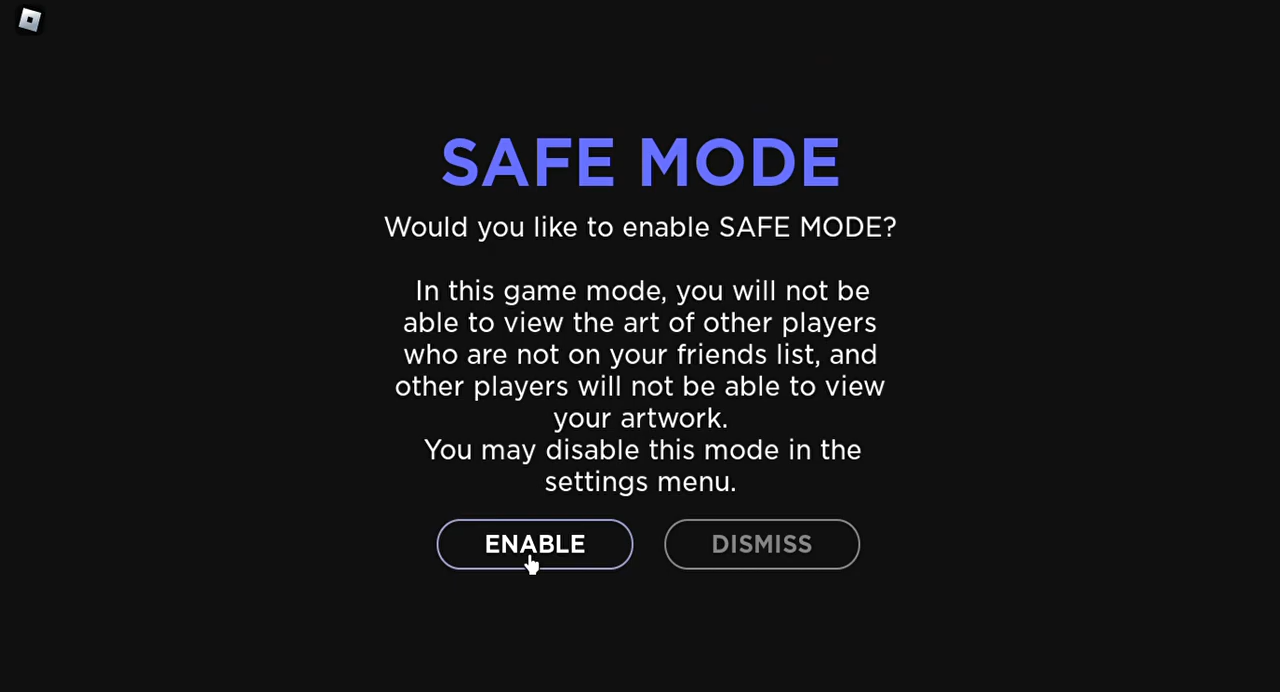 SAFE MODE
Would you like to enable SAFE MODE?
In this game mode, you will not be
able to view the art of other players
who are not on your friends list, and
other players will not be able to view
your artwork.
You may disable this mode in the
settings menu.
ENABLE
DISMISS